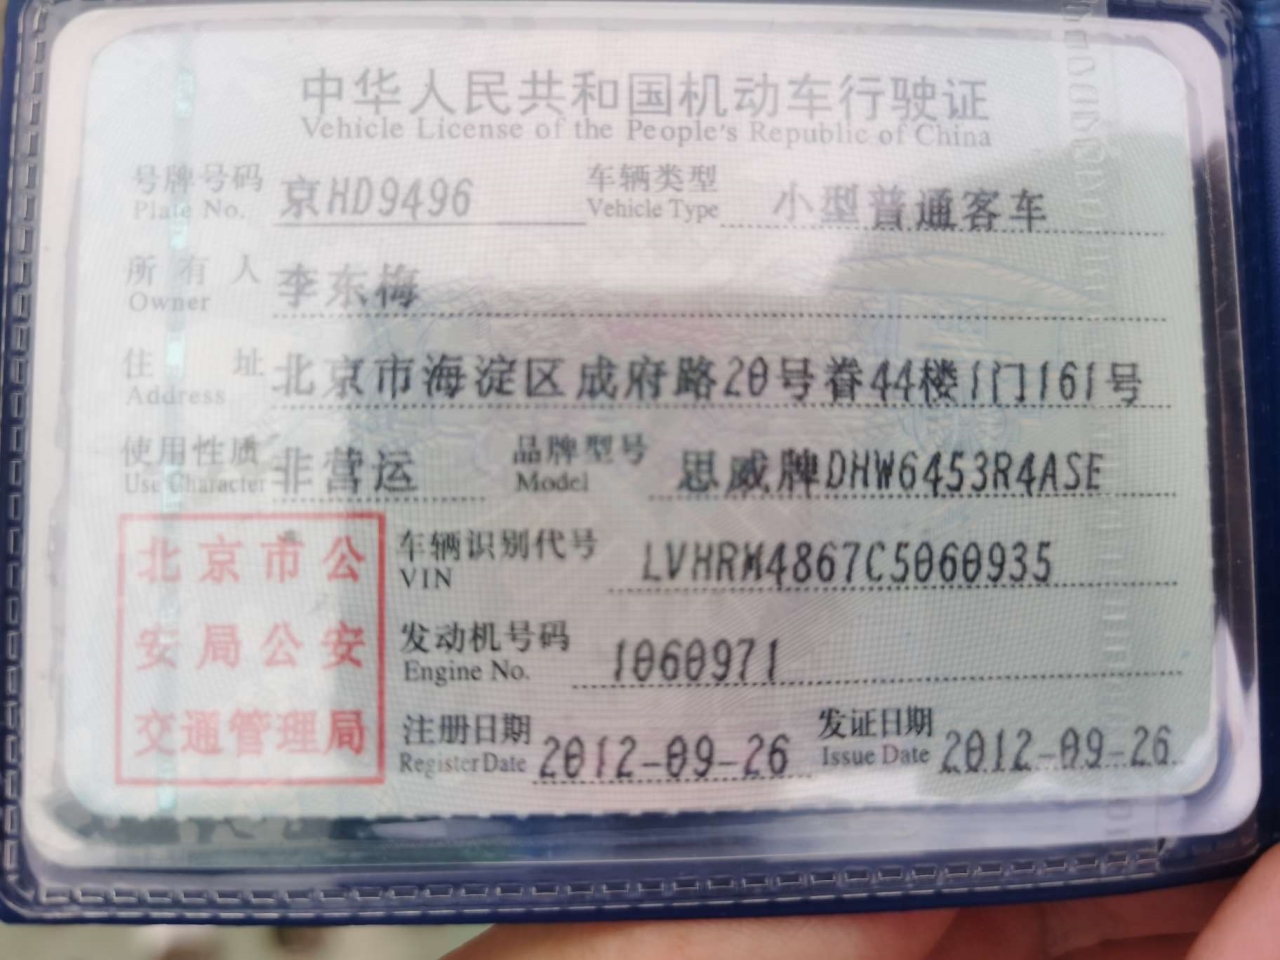 中华人民共和国机动车行驶证
Vehicle License of the People's Republic of China
号牌号码 京HD9496 车辆类型 小型普通客车
Plate No. Vehicle Type
所有人 李东梅
Owner
住址 北京市海淀区成府路20号眷44楼1门161号
Address
使用性质 非营运 品牌型号 思威牌DHW6453R4ASE
Use Character Model
车辆识别代号 LVHRM4867C5060935
VIN
发动机号码 1060971
Engine No.
注册日期 2012-09-26 发证日期 2012-09-26
Register Date Issue Date
北京市公
安局公安
交通管理局